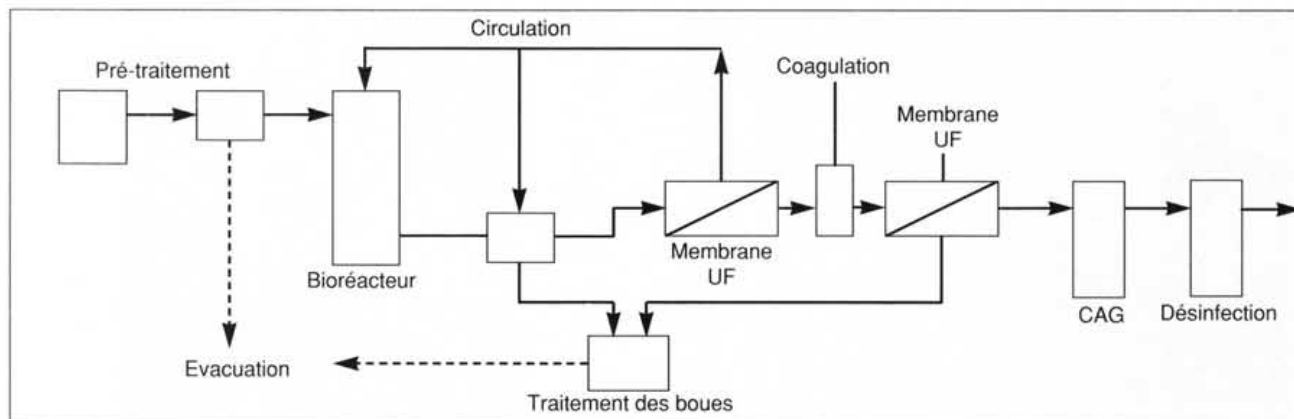 Circulation
Pré-traitement
Coagulation
Membrane
UF
Bioréacteur
Membrane
UF
CAG
Désinfection
Evacuation
Traitement des boues